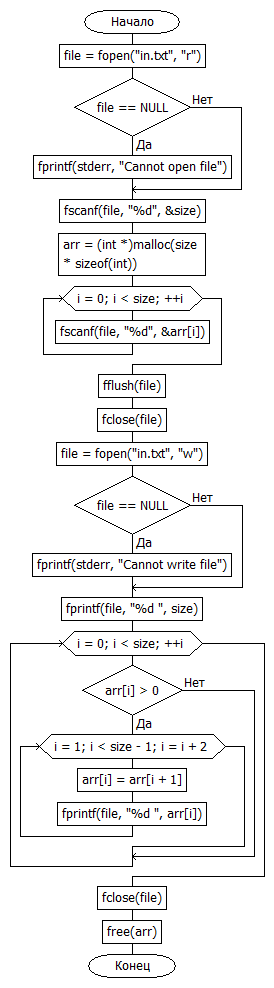 Начало
file = fopen("in.txt", "r")
file == NULL
Нет
Да
fprintf(stderr, "Cannot open file")
fscanf(file, "%d", &size)
arr = (int *)malloc(size
* sizeof(int))
i = 0; i < size; ++i
fscanf(file, "%d", &arr[i])
fflush(file)
fclose(file)
file = fopen("in.txt", "w")
file == NULL
Нет
Да
fprintf(stderr, "Cannot write file")
fprintf(file, "%d ", size)
i = 0; i < size; ++i
arr[i] > 0
Нет
Да
i = 1; i < size - 1; i = i + 2
arr[i] = arr[i + 1]
fprintf(file, "%d ", arr[i])
fclose(file)
free(arr)
Конец